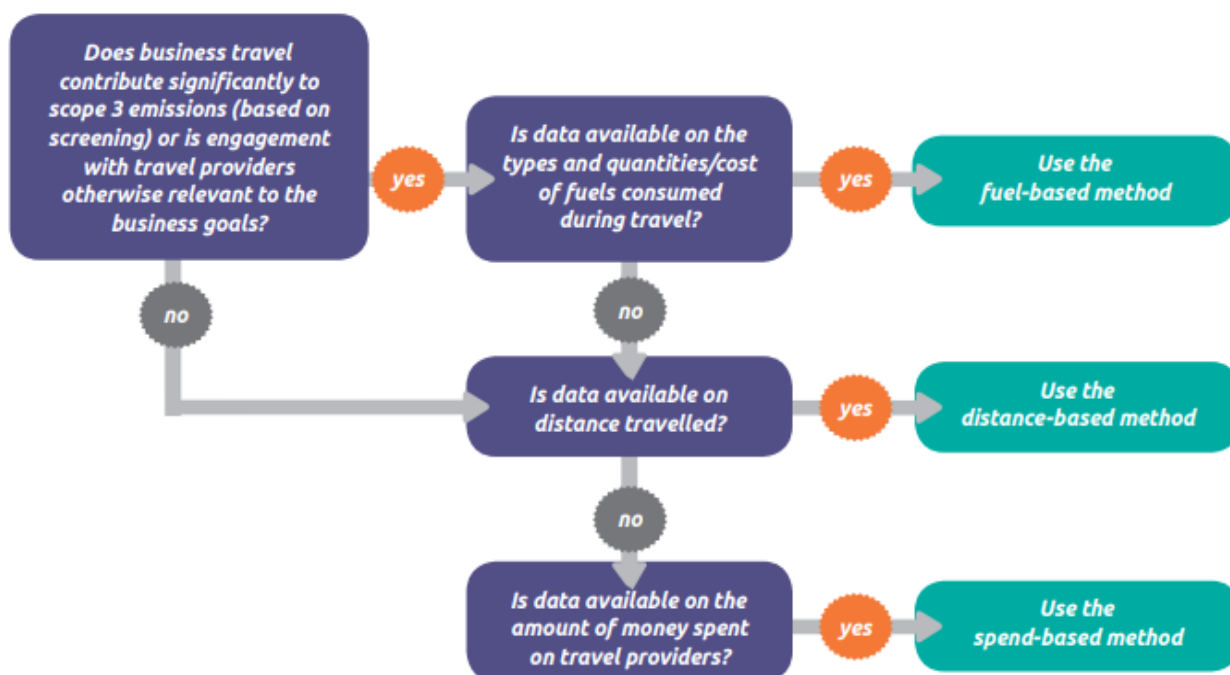 Does business travel
contribute significantly to
scope 3 emissions (based on
screening) or is engagement
with travel providers
otherwise relevant to the
business goals?
yes
Is data available on the
types and quantities/cost
of fuels consumed
during travel?
yes
Use the
fuel-based method
no
no
Is data available on
distance travelled?
yes
Use the
distance-based method
no
Is data available on the
amount of money spent
on travel providers?
yes
Use the
spend-based method